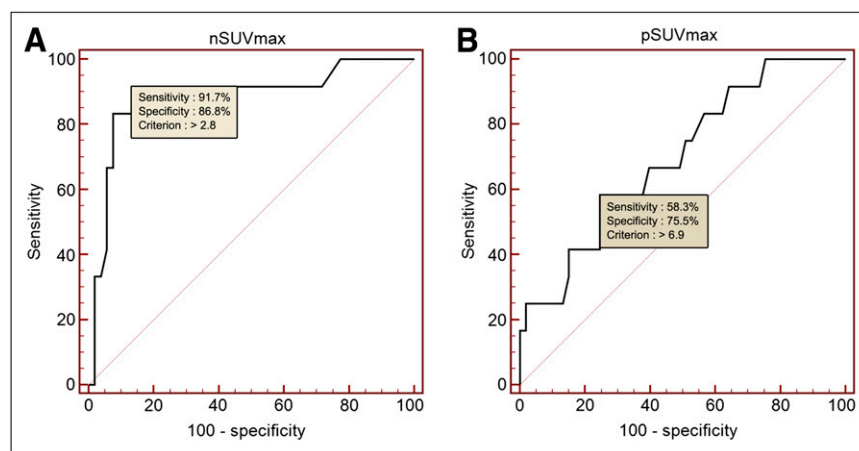 A
nSUVmax
Sensitivity
100
80
60
40
20
0
Sensitivity : 91.7%
Specificity : 86.8%
Criterion : > 2.8
0 20 40 60 80 100
100 - specificity
B
pSUVmax
Sensitivity
100
80
60
40
20
0
Sensitivity : 58.3%
Specificity : 75.5%
Criterion : > 6.9
0 20 40 60 80 100
100 - specificity